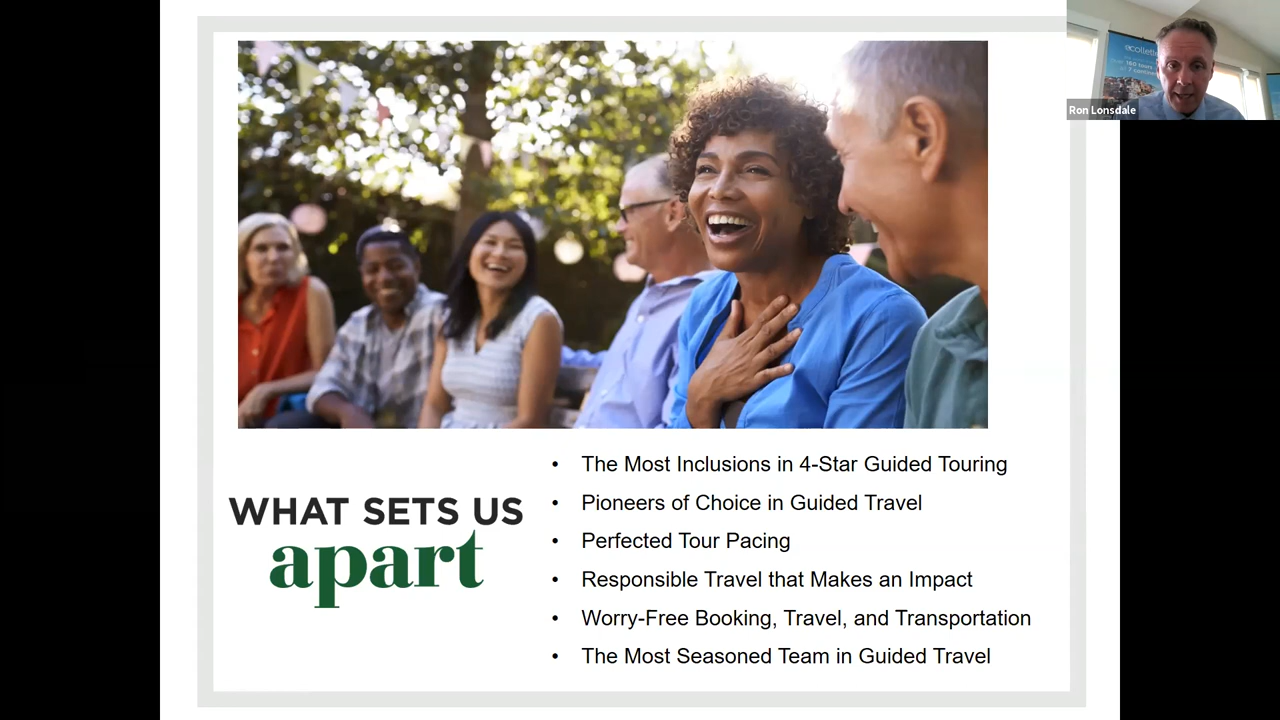 Ron Lonsdale
WHAT SETS US
apart
• The Most Inclusions in 4-Star Guided Touring
• Pioneers of Choice in Guided Travel
• Perfected Tour Pacing
• Responsible Travel that Makes an Impact
• Worry-Free Booking, Travel, and Transportation
• The Most Seasoned Team in Guided Travel